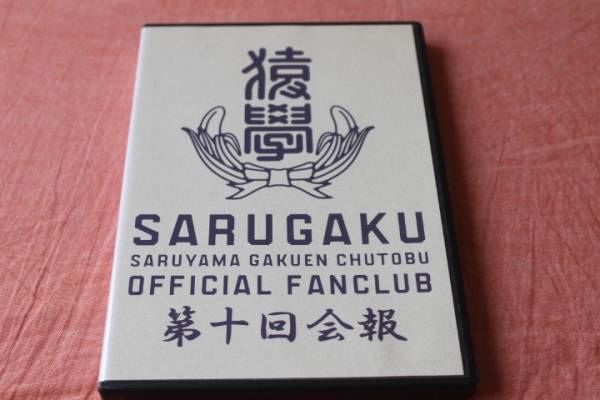 猿學
SARUGAKU
SARUYAMA GAKUEN CHUTOBU
OFFICIAL FANCLUB
第十回会報